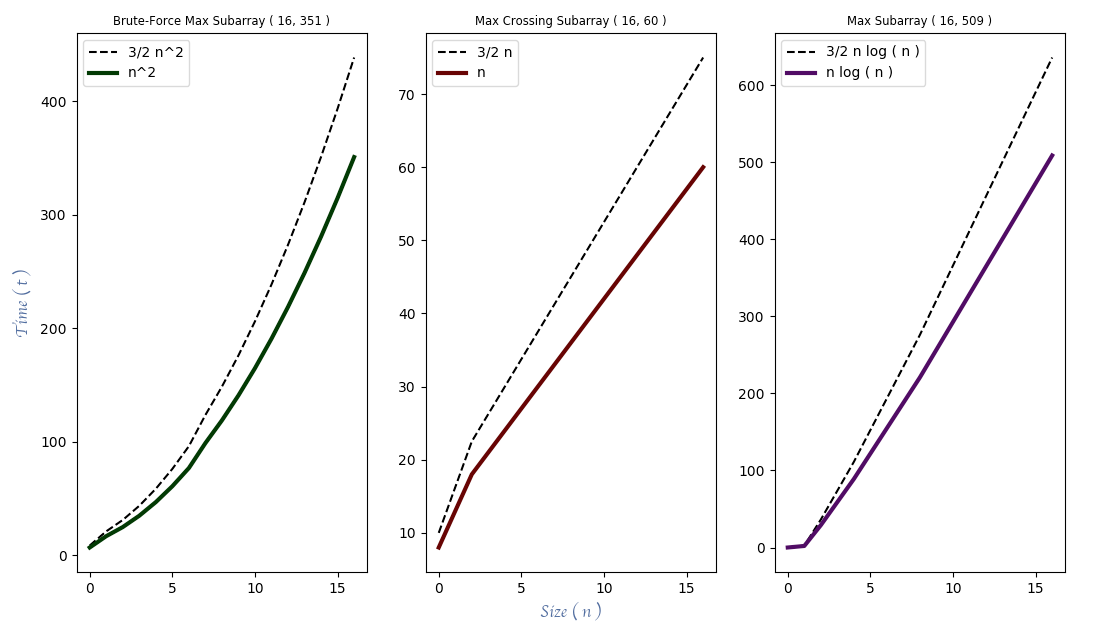 Brute-Force Max Subarray ( 16, 351 )
3/2 n^2
n^2
400
300
200
100
0
0 5 10 15
Max Crossing Subarray ( 16, 60 )
3/2 n
n
70
60
50
40
30
20
10
0 5 10 15
Max Subarray ( 16, 509 )
3/2 n log ( n )
n log ( n )
600
500
400
300
200
100
0
0 5 10 15
Time ( t )
Size ( n )